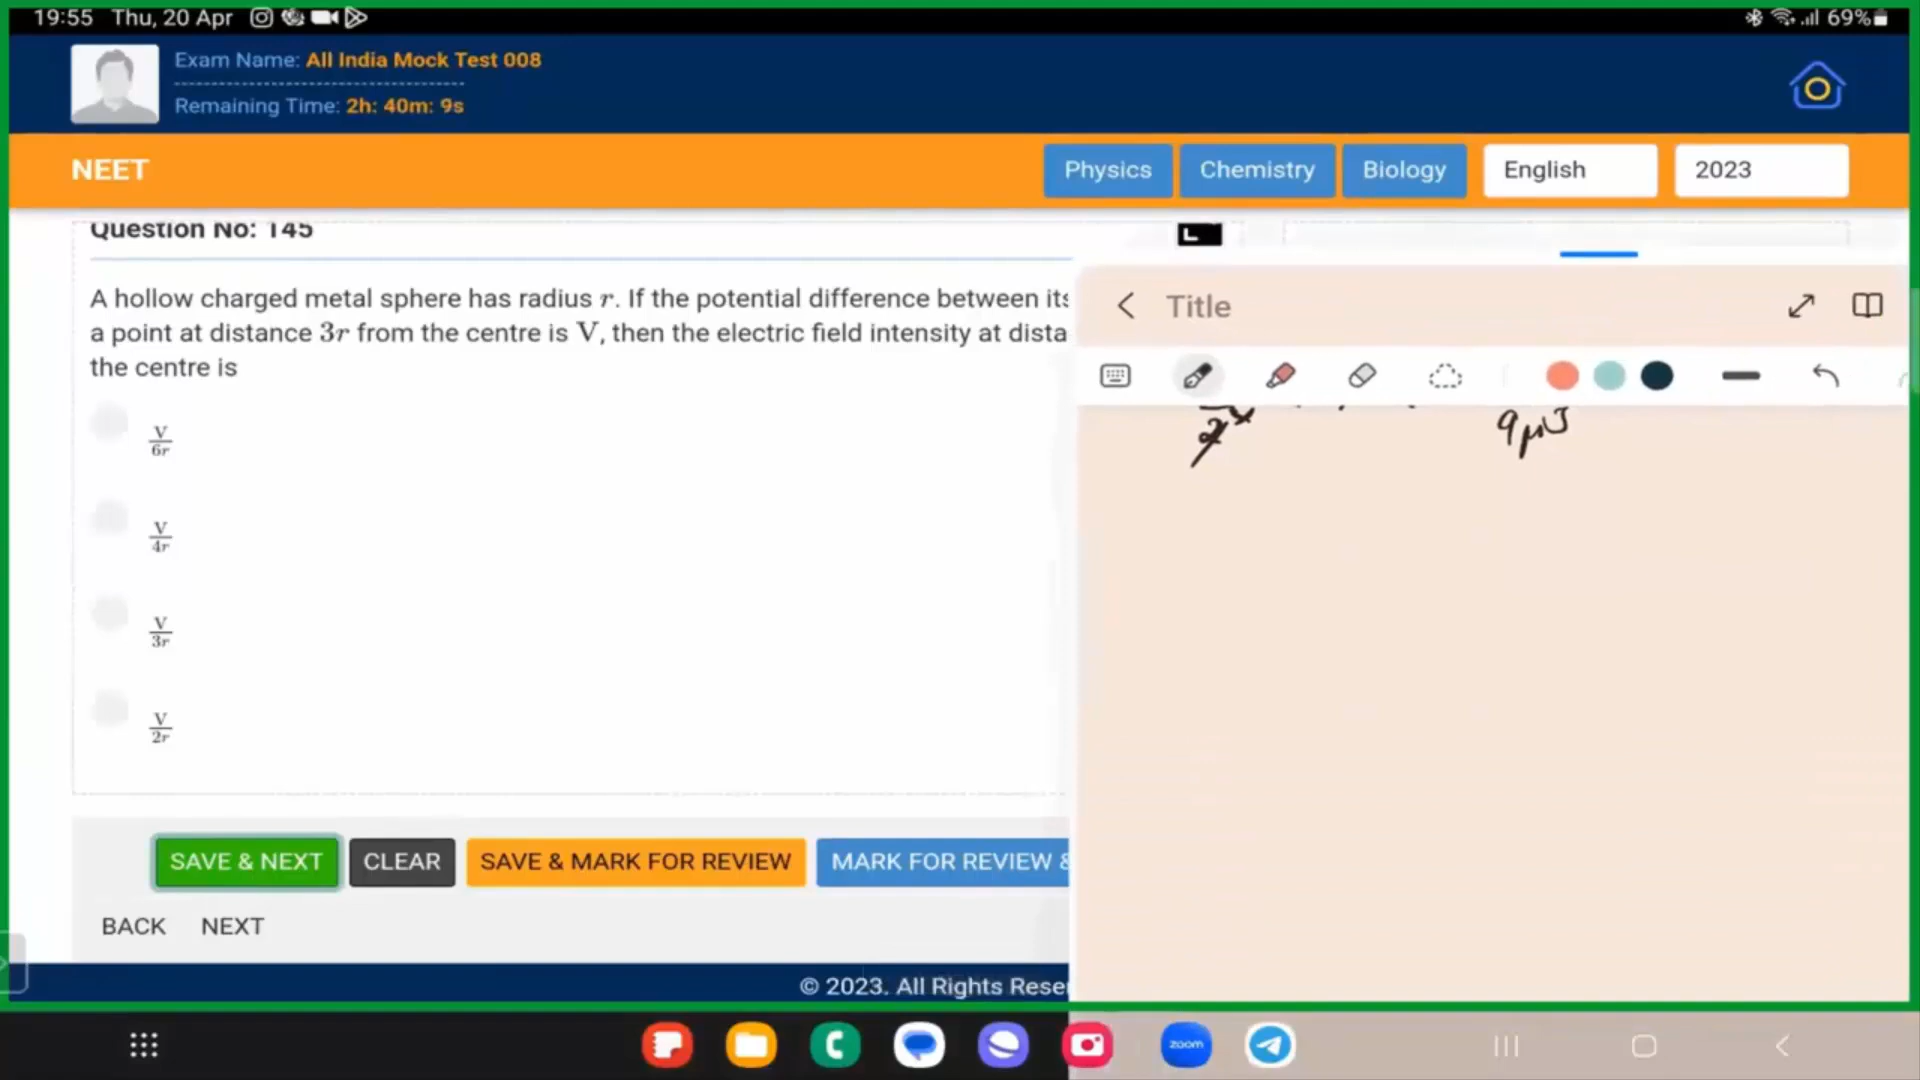 19:55 Thu, 20 Apr
69%
Exam Name: All India Mock Test 008
Remaining Time: 2h: 40m: 9s
NEET
Physics
Chemistry
Biology
English
2023
Question No: 145
A hollow charged metal sphere has radius r. If the potential difference between its
a point at distance 3r from the centre is V, then the electric field intensity at dista
the centre is
V/6r
V/4r
V/3r
V/2r
Title
2
9μJ
SAVE & NEXT
CLEAR
SAVE & MARK FOR REVIEW
MARK FOR REVIEW &
BACK
NEXT
© 2023. All Rights Rese
zoom